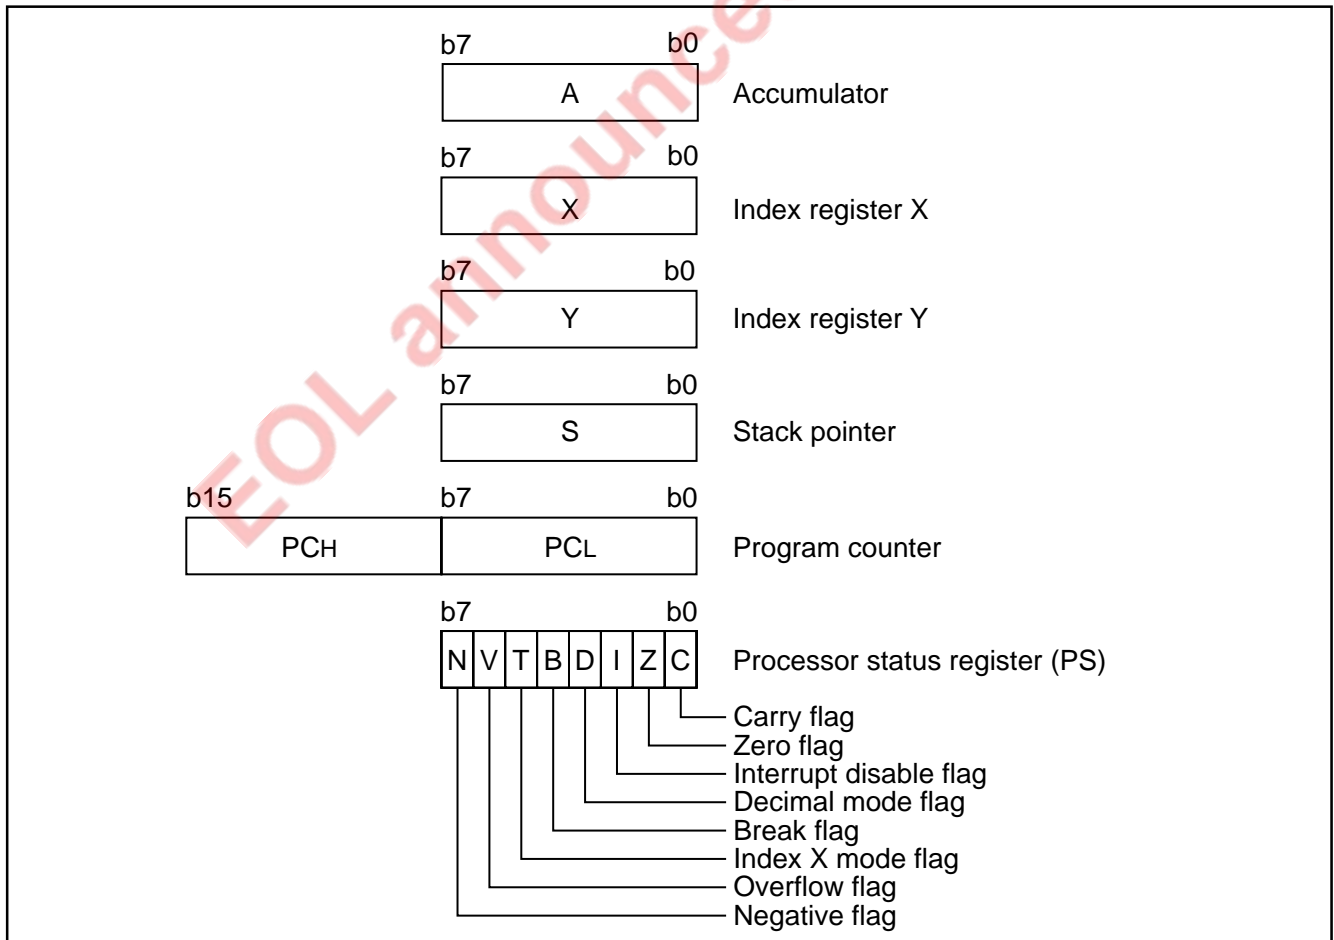 b7 b0
A Accumulator
b7 b0
X Index register X
b7 b0
Y Index register Y
b7 b0
S Stack pointer
b15 b7 b0
PCH PCL Program counter
b7 b0
N V T B D I Z C Processor status register (PS)
Carry flag
Zero flag
Interrupt disable flag
Decimal mode flag
Break flag
Index X mode flag
Overflow flag
Negative flag
EOL announce